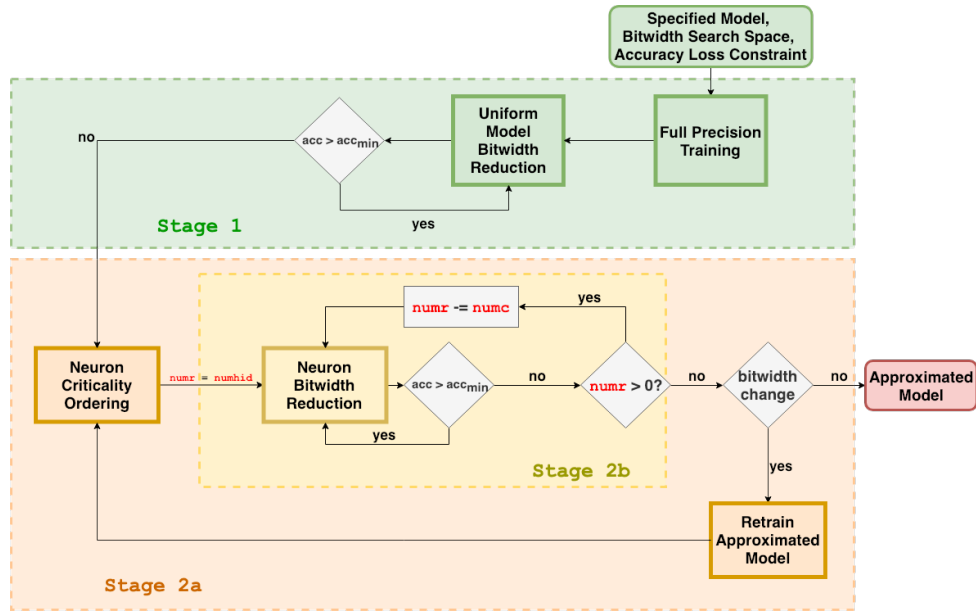 Specified Model,
Bitwidth Search Space,
Accuracy Loss Constraint
Full Precision
Training
Uniform
Model
Bitwidth
Reduction
acc > accmin
no
yes
Stage 1
Neuron
Criticality
Ordering
numr = numhid
Neuron
Bitwidth
Reduction
numr -= numc
yes
acc > accmin
yes
no
numr > 0?
no
bitwidth
change
no
Approximated
Model
yes
Stage 2b
Retrain
Approximated
Model
Stage 2a